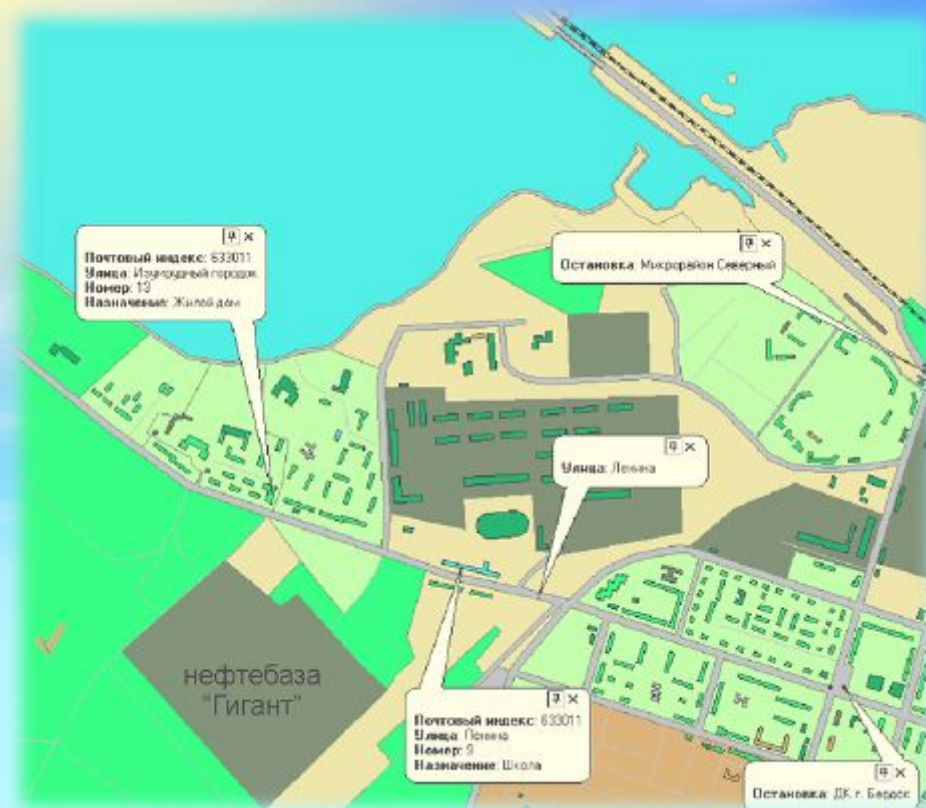 Почтовый индекс: 633011
Улица: Изумрудный городок
Номер: 13
Назначение: Жилой дом
Остановка: Микрорайон Северный
Улица: Ленина
нефтебаза
"Гигант"
Почтовый индекс: 633011
Улица: Ленина
Номер: 9
Назначение: Школа
Остановка: ДК г. Бердск